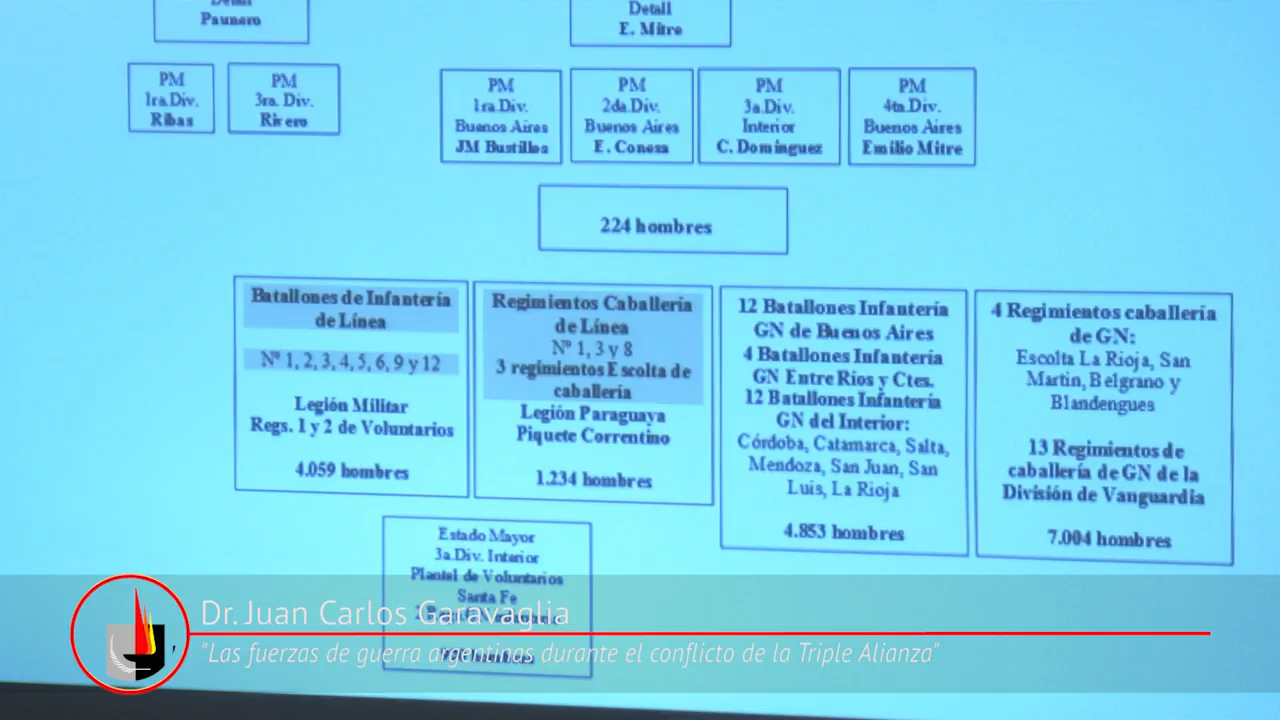 Detall
Paunero
Detall
E. Mitre
PM
1ra.Div.
Ribas
PM
3ra. Div.
Rivero
PM
1ra.Div.
Buenos Aires
JM Bustillos
PM
2da.Div.
Buenos Aires
E. Conesa
PM
3a.Div.
Interior
C. Domínguez
PM
4ta.Div.
Buenos Aires
Emilio Mitre
224 hombres
Batallones de Infantería
de Línea
Nº 1, 2, 3, 4, 5, 6, 9 y 12
Legión Militar
Regs. 1 y 2 de Voluntarios
4.059 hombres
Regimientos Caballería
de Línea
Nº 1, 3 y 8
3 regimientos Escolta de
caballería
Legión Paraguaya
Piquete Correntino
1.234 hombres
12 Batallones Infantería
GN de Buenos Aires
4 Batallones Infantería
GN Entre Ríos y Ctes.
12 Batallones Infantería
GN del Interior:
Córdoba, Catamarca, Salta,
Mendoza, San Juan, San
Luis, La Rioja
4.853 hombres
4 Regimientos caballería
de GN:
Escolta La Rioja, San
Martín, Belgrano y
Blandengues
13 Regimientos de
caballería de GN de la
División de Vanguardia
7.004 hombres
Estado Mayor
3a.Div. Interior
Plantel de Voluntarios
Santa Fe
Dr. Juan Carlos Garavaglia
"Las fuerzas de guerra argentinas durante el conflicto de la Triple Alianza"